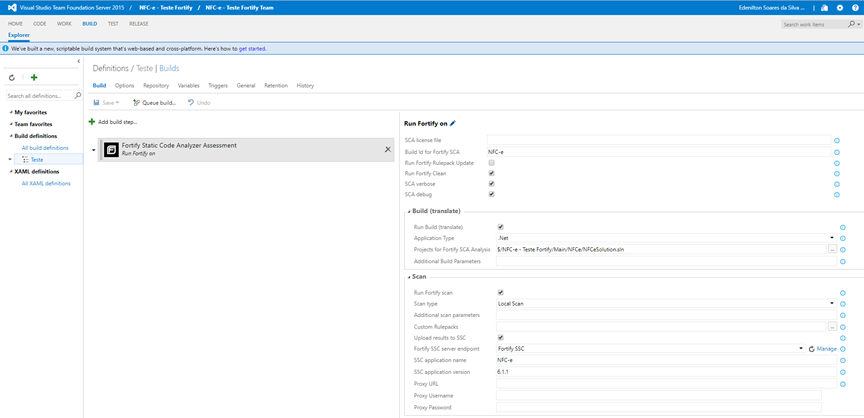 Visual Studio Team Foundation Server 2015 / NFC-e - Teste Fortify / NFC-e - Teste Fortify Team Edenilton Soares da Silva ...
HOME CODE WORK BUILD TEST RELEASE Search work items
Explorer
We've built a new, scriptable build system that's web-based and cross-platform. Here's how to get started.
Definitions / Teste | Builds
Build Options Repository Variables Triggers General Retention History
Save Queue build... Undo
Search all definitions...
My favorites
Team favorites
Build definitions
All build definitions
Teste
XAML definitions
All XAML definitions
Add build step...
Fortify Static Code Analyzer Assessment
Run Fortify on
Run Fortify on
SCA license file
Build Id for Fortify SCA NFC-e
Run Fortify Rulepack Update
Run Fortify Clean
SCA verbose
SCA debug
Build (translate)
Run Build (translate)
Application Type .Net
Projects for Fortify SCA Analysis $/NFC-e - Teste Fortify/Main/NFCe/NFCeSolution.sln ...
Additional Build Parameters
Scan
Run Fortify scan
Scan type Local Scan
Additional scan parameters
Custom Rulepacks ...
Upload results to SSC
Fortify SSC server endpoint Fortify SSC Manage
SSC application name NFC-e
SSC application version 6.1.1
Proxy URL
Proxy Username
Proxy Password